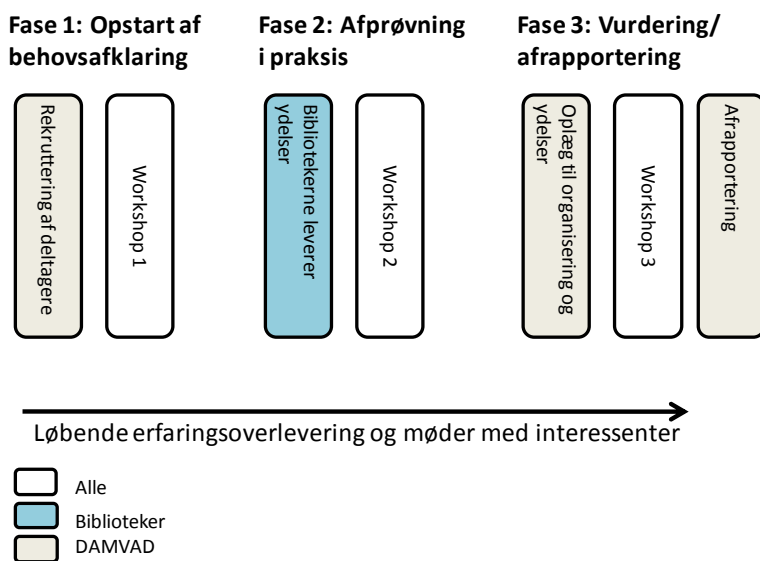 Fase 1: Opstart af
behovsafklaring
Fase 2: Afprøvning
i praksis
Fase 3: Vurdering/
afrapportering
Rekruttering af deltagere
Workshop 1
Bibliotekerne leverer
ydelser
Workshop 2
Oplæg til organisering og
ydelser
Workshop 3
Afrapportering
Løbende erfaringsoverlevering og møder med interessenter
Alle
Biblioteker
DAMVAD